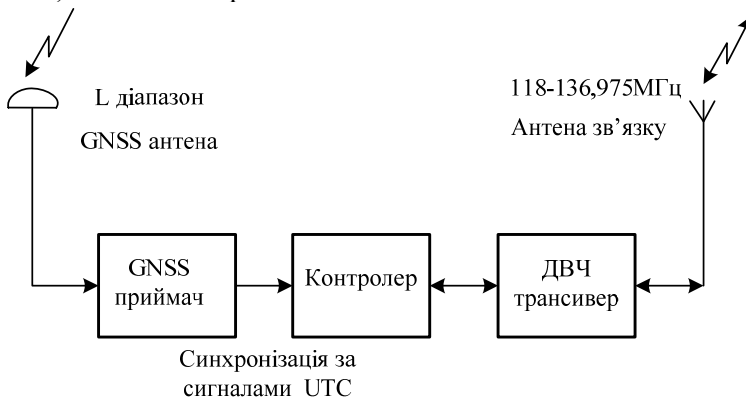 L діапазон
GNSS антена
118-136,975МГц
Антена зв’язку
GNSS
приймач
Контролер
ДВЧ
трансивер
Синхронізація за
сигналами UTC